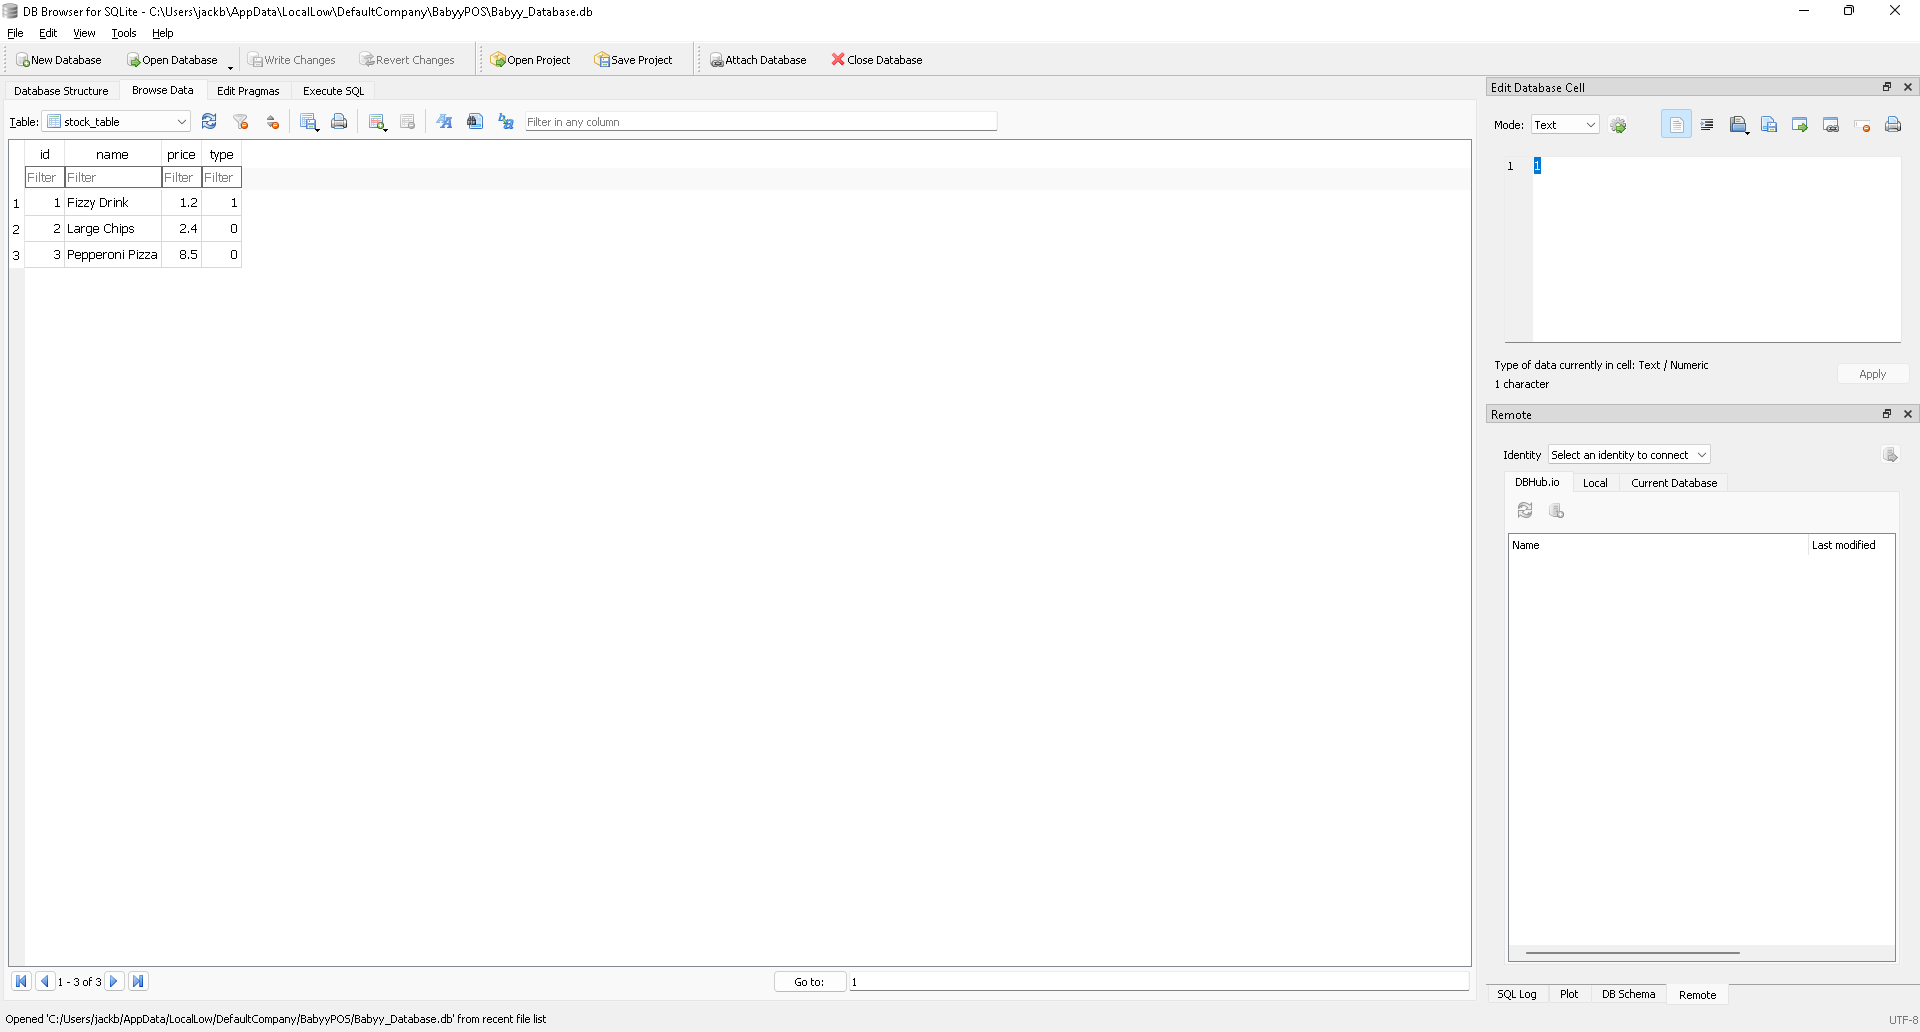 DB Browser for SQLite - C:\Users\jackb\AppData\LocalLow\DefaultCompany\BabyyPOS\Babyy_Database.db
File Edit View Tools Help
New Database Open Database Write Changes Revert Changes Open Project Save Project Attach Database Close Database
Database Structure Browse Data Edit Pragmas Execute SQL
Table: stock_table Filter in any column
id name price type
Filter Filter Filter Filter
1 1 Fizzy Drink 1.2 1
2 2 Large Chips 2.4 0
3 3 Pepperoni Pizza 8.5 0
1 - 3 of 3 Go to: 1
Edit Database Cell
Mode: Text
1 1
Type of data currently in cell: Text / Numeric
1 character
Apply
Remote
Identity Select an identity to connect
DBHub.io Local Current Database
Name Last modified
SQL Log Plot DB Schema Remote
Opened 'C:/Users/jackb/AppData/LocalLow/DefaultCompany/BabyyPOS/Babyy_Database.db' from recent file list
UTF-8